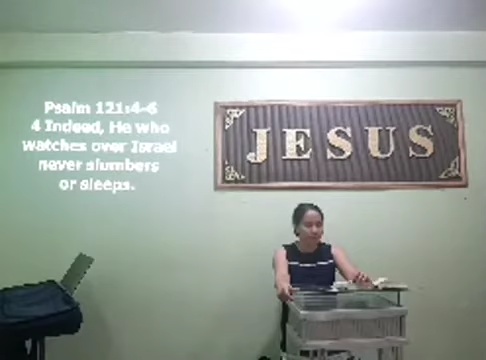 Psalm 121:4-6
4 Indeed, He who
watches over Israel
never slumbers
or sleeps.
JESUS